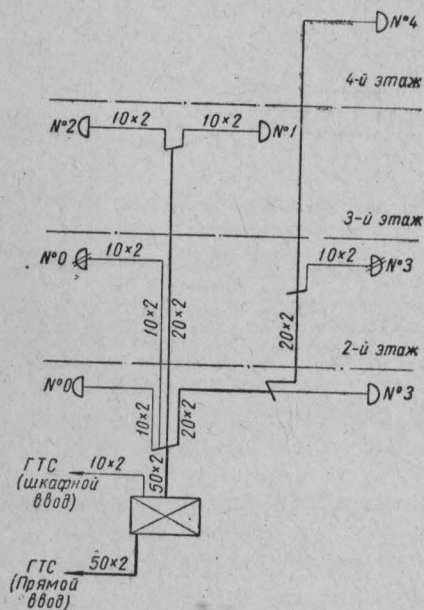 N°4
4-й этаж
N°2
10×2
10×2
N°1
3-й этаж
N°0
10×2
10×2
N°3
10×2
20×2
20×2
2-й этаж
N°0
N°3
10×2
20×2
50×2
ГТС
(шкафной
ввод)
10×2
ГТС
(Прямой
ввод)
50×2